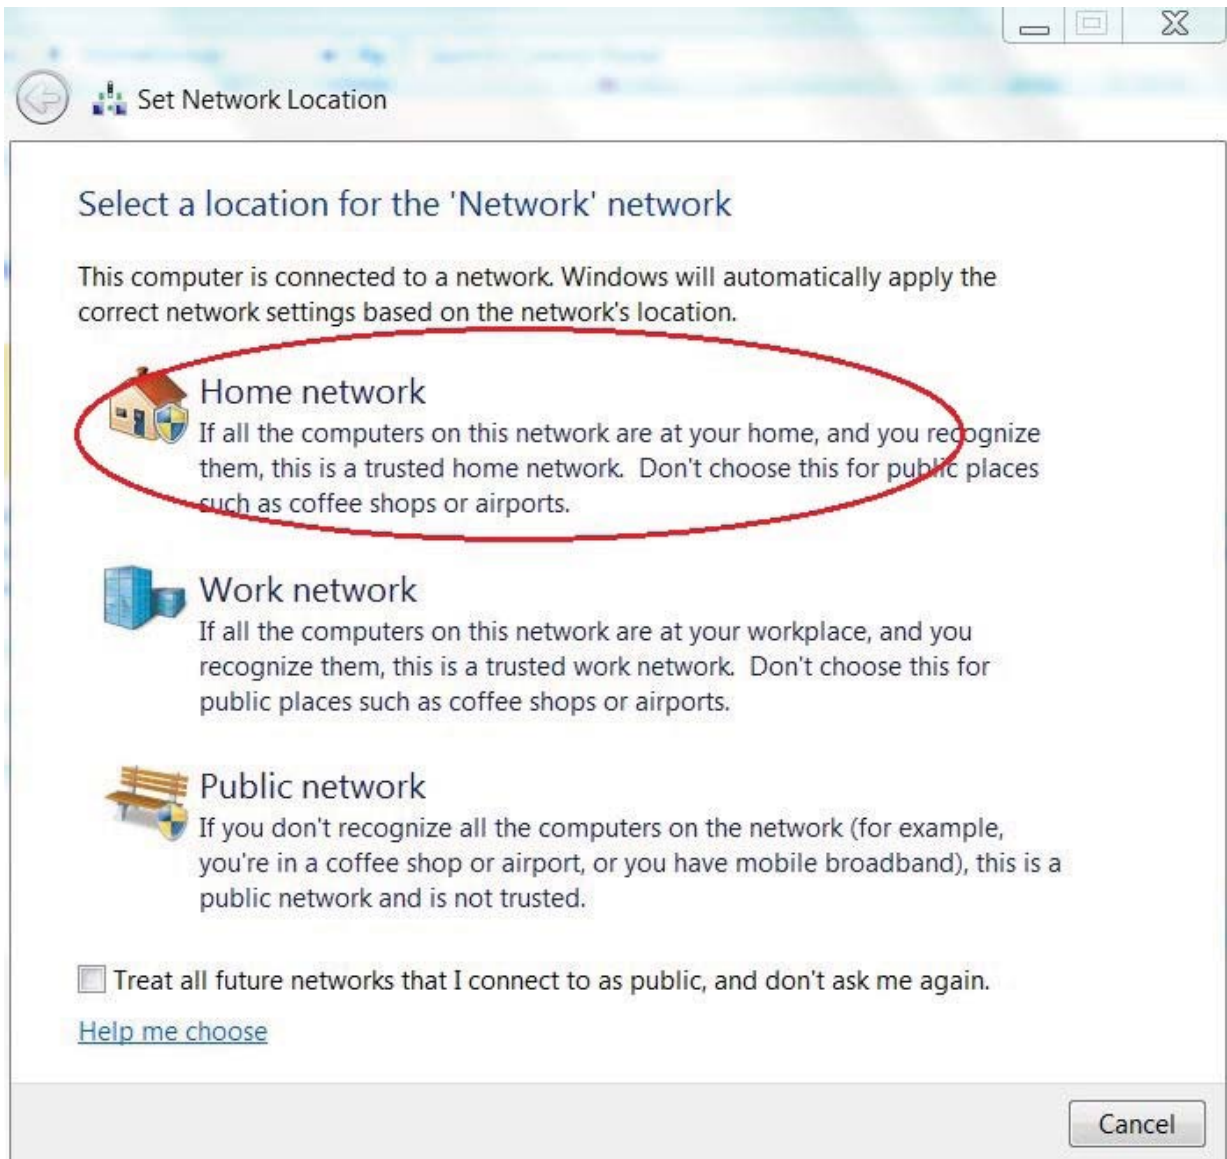 Set Network Location
Select a location for the 'Network' network
This computer is connected to a network. Windows will automatically apply the
correct network settings based on the network's location.
Home network
If all the computers on this network are at your home, and you recognize
them, this is a trusted home network.  Don't choose this for public places
such as coffee shops or airports.
Work network
If all the computers on this network are at your workplace, and you
recognize them, this is a trusted work network.  Don't choose this for
public places such as coffee shops or airports.
Public network
If you don't recognize all the computers on the network (for example,
you're in a coffee shop or airport, or you have mobile broadband), this is a
public network and is not trusted.
Treat all future networks that I connect to as public, and don't ask me again.
Help me choose
Cancel